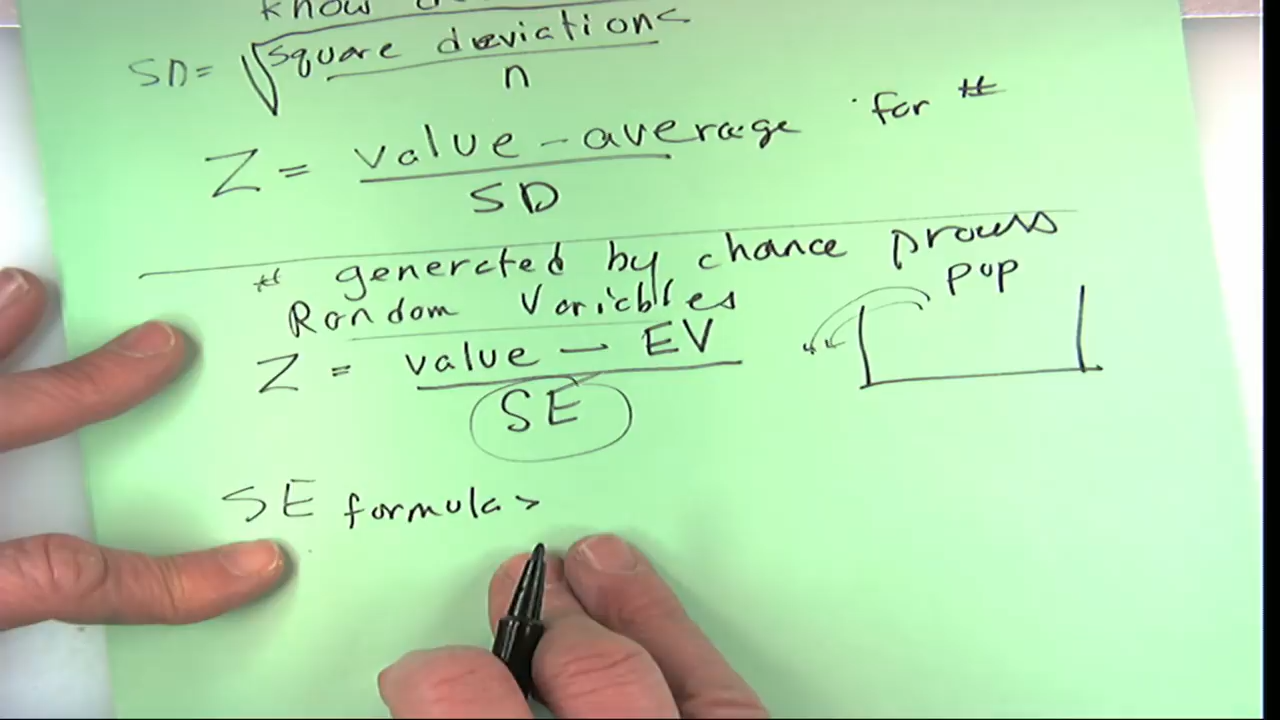 know
SD = √ square deviations
n
Z = value - average for #
SD
# generated by chance process
pop
Random Variables
Z = value - EV
SE
SE formulas